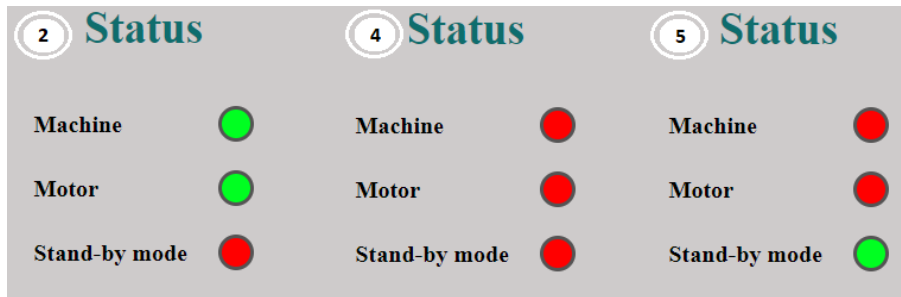 2 Status
Machine
Motor
Stand-by mode
4 Status
Machine
Motor
Stand-by mode
5 Status
Machine
Motor
Stand-by mode